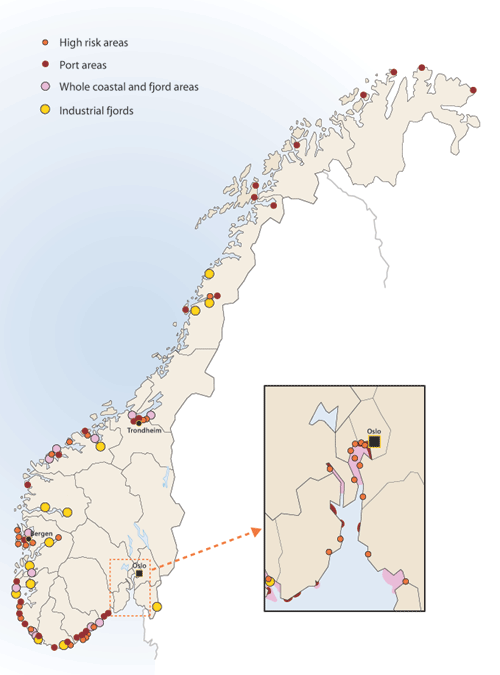 High risk areas
Port areas
Whole coastal and fjord areas
Industrial fjords
Trondheim
Oslo
Bergen
Oslo